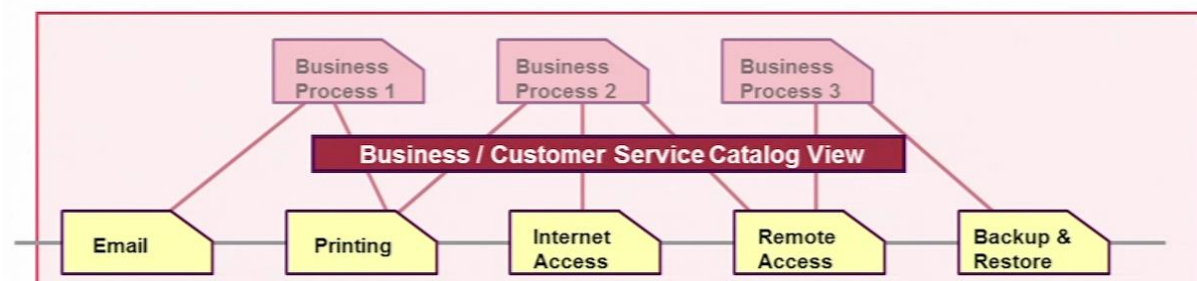 Business
Process 1
Business
Process 2
Business
Process 3
Business / Customer Service Catalog View
Email
Printing
Internet
Access
Remote
Access
Backup &
Restore